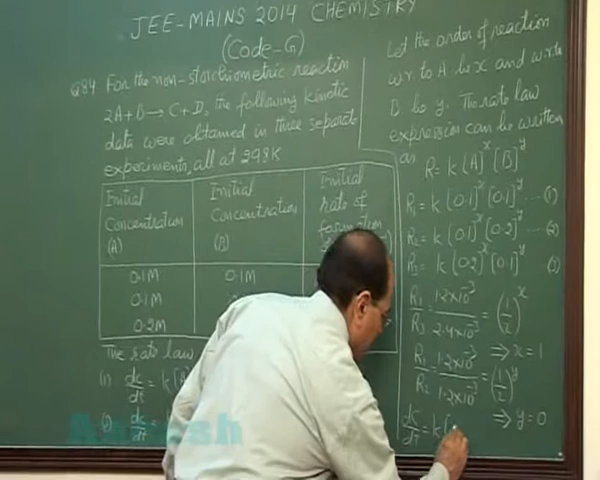 JEE-MAINS 2014 CHEMISTRY
(Code-G)
Q84 For the non-stoichiometric reaction
2A+B→C+D, the following kinetic
data were obtained in three separate
experiments, all at 298K
Initial Concentration (A)
Initial Concentration (B)
Initial rate of formation
0.1M 0.1M
0.1M
0.2M
The rate law
(1) dc/dt = k[
(2) dc/dt = k
Let the order of reaction
w.r. to A be x and w.r.to
B be y. The rate law
expression can be written
as R = k [A]^x [B]^y
R₁ = k [0.1]^x [0.1]^y ---- (1)
R₂ = k [0.1]^x [0.2]^y ---- (2)
R₃ = k [0.2]^x [0.1]^y (3)
R₁/R₃ = 1.2×10⁻³/2.4×10⁻³ = (1/2)^x
⇒ x = 1
R₁/R₂ = 1.2×10⁻³/1.2×10⁻³ = (1/2)^y
⇒ y = 0
dc/dt = k[
Aakash